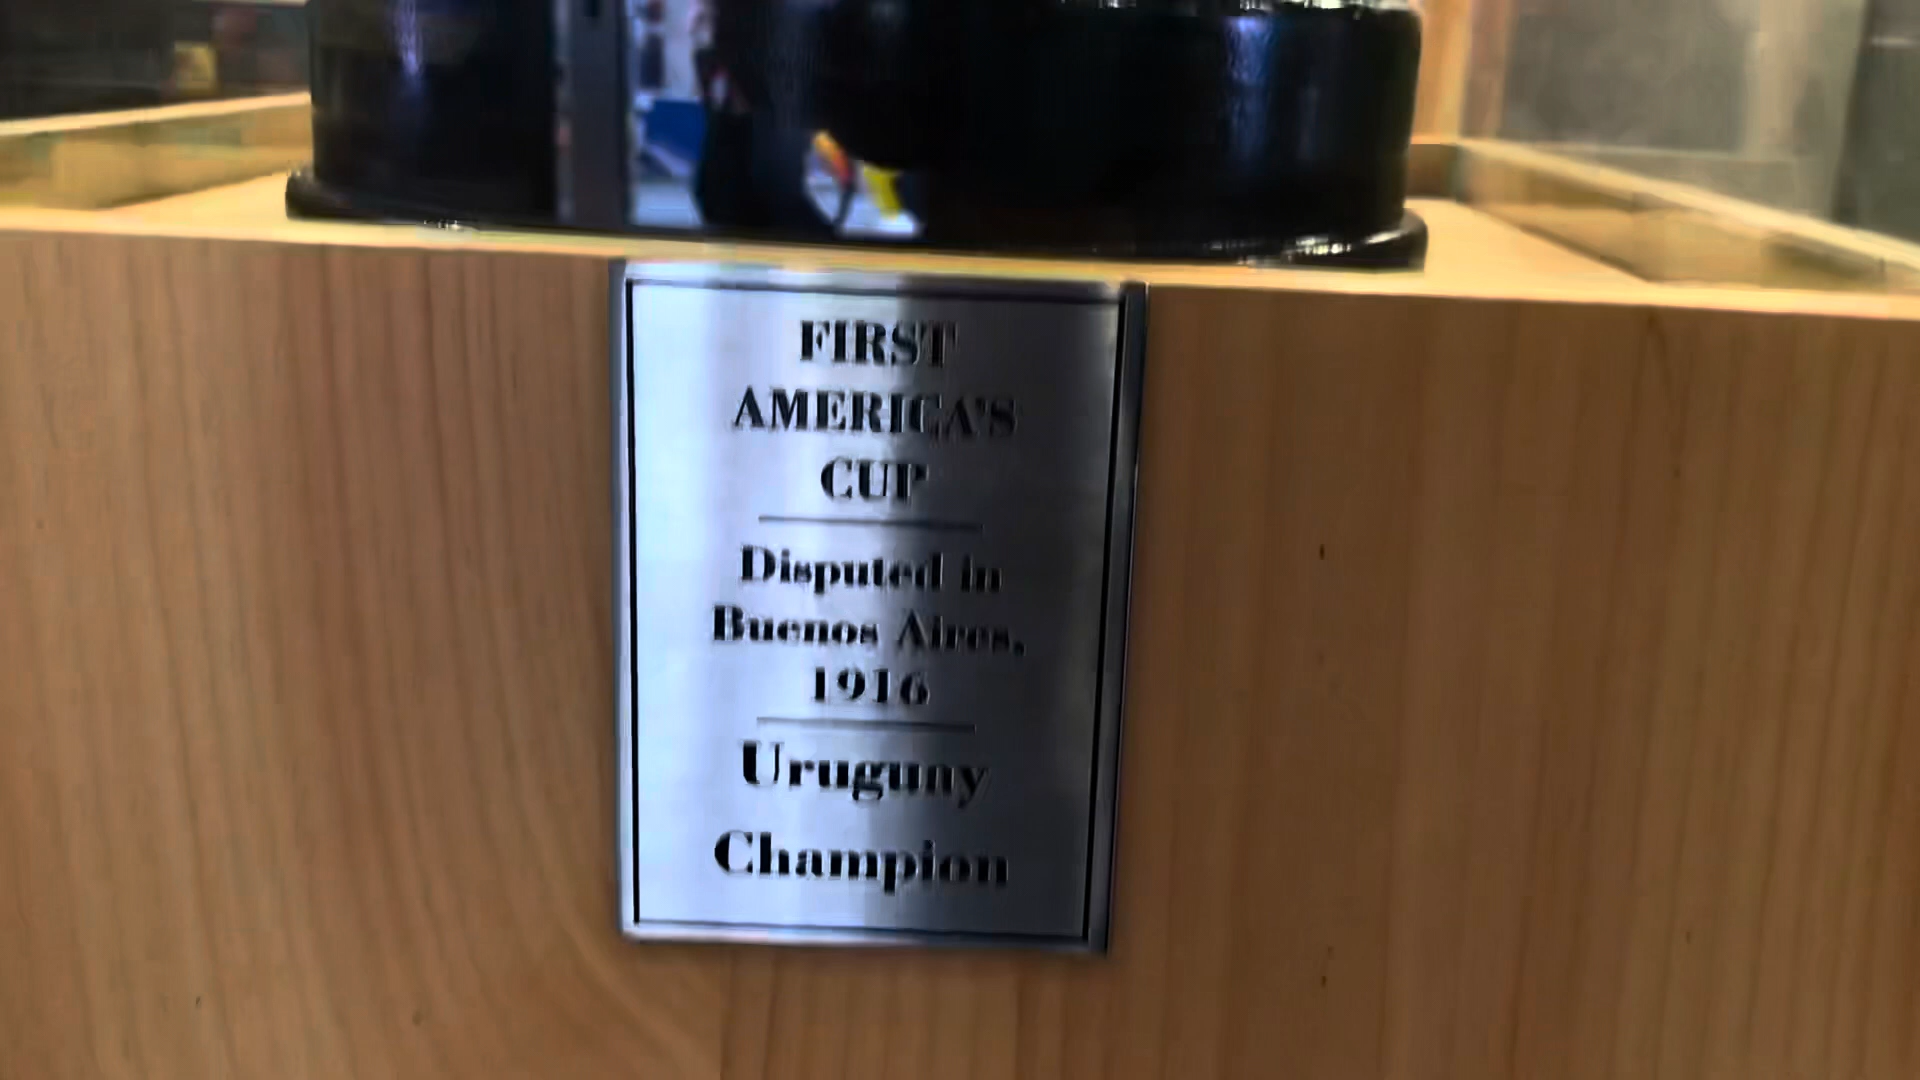 FIRST
AMERICA'S
CUP
Disputed in
Buenos Aires,
1916
Uruguay
Champion